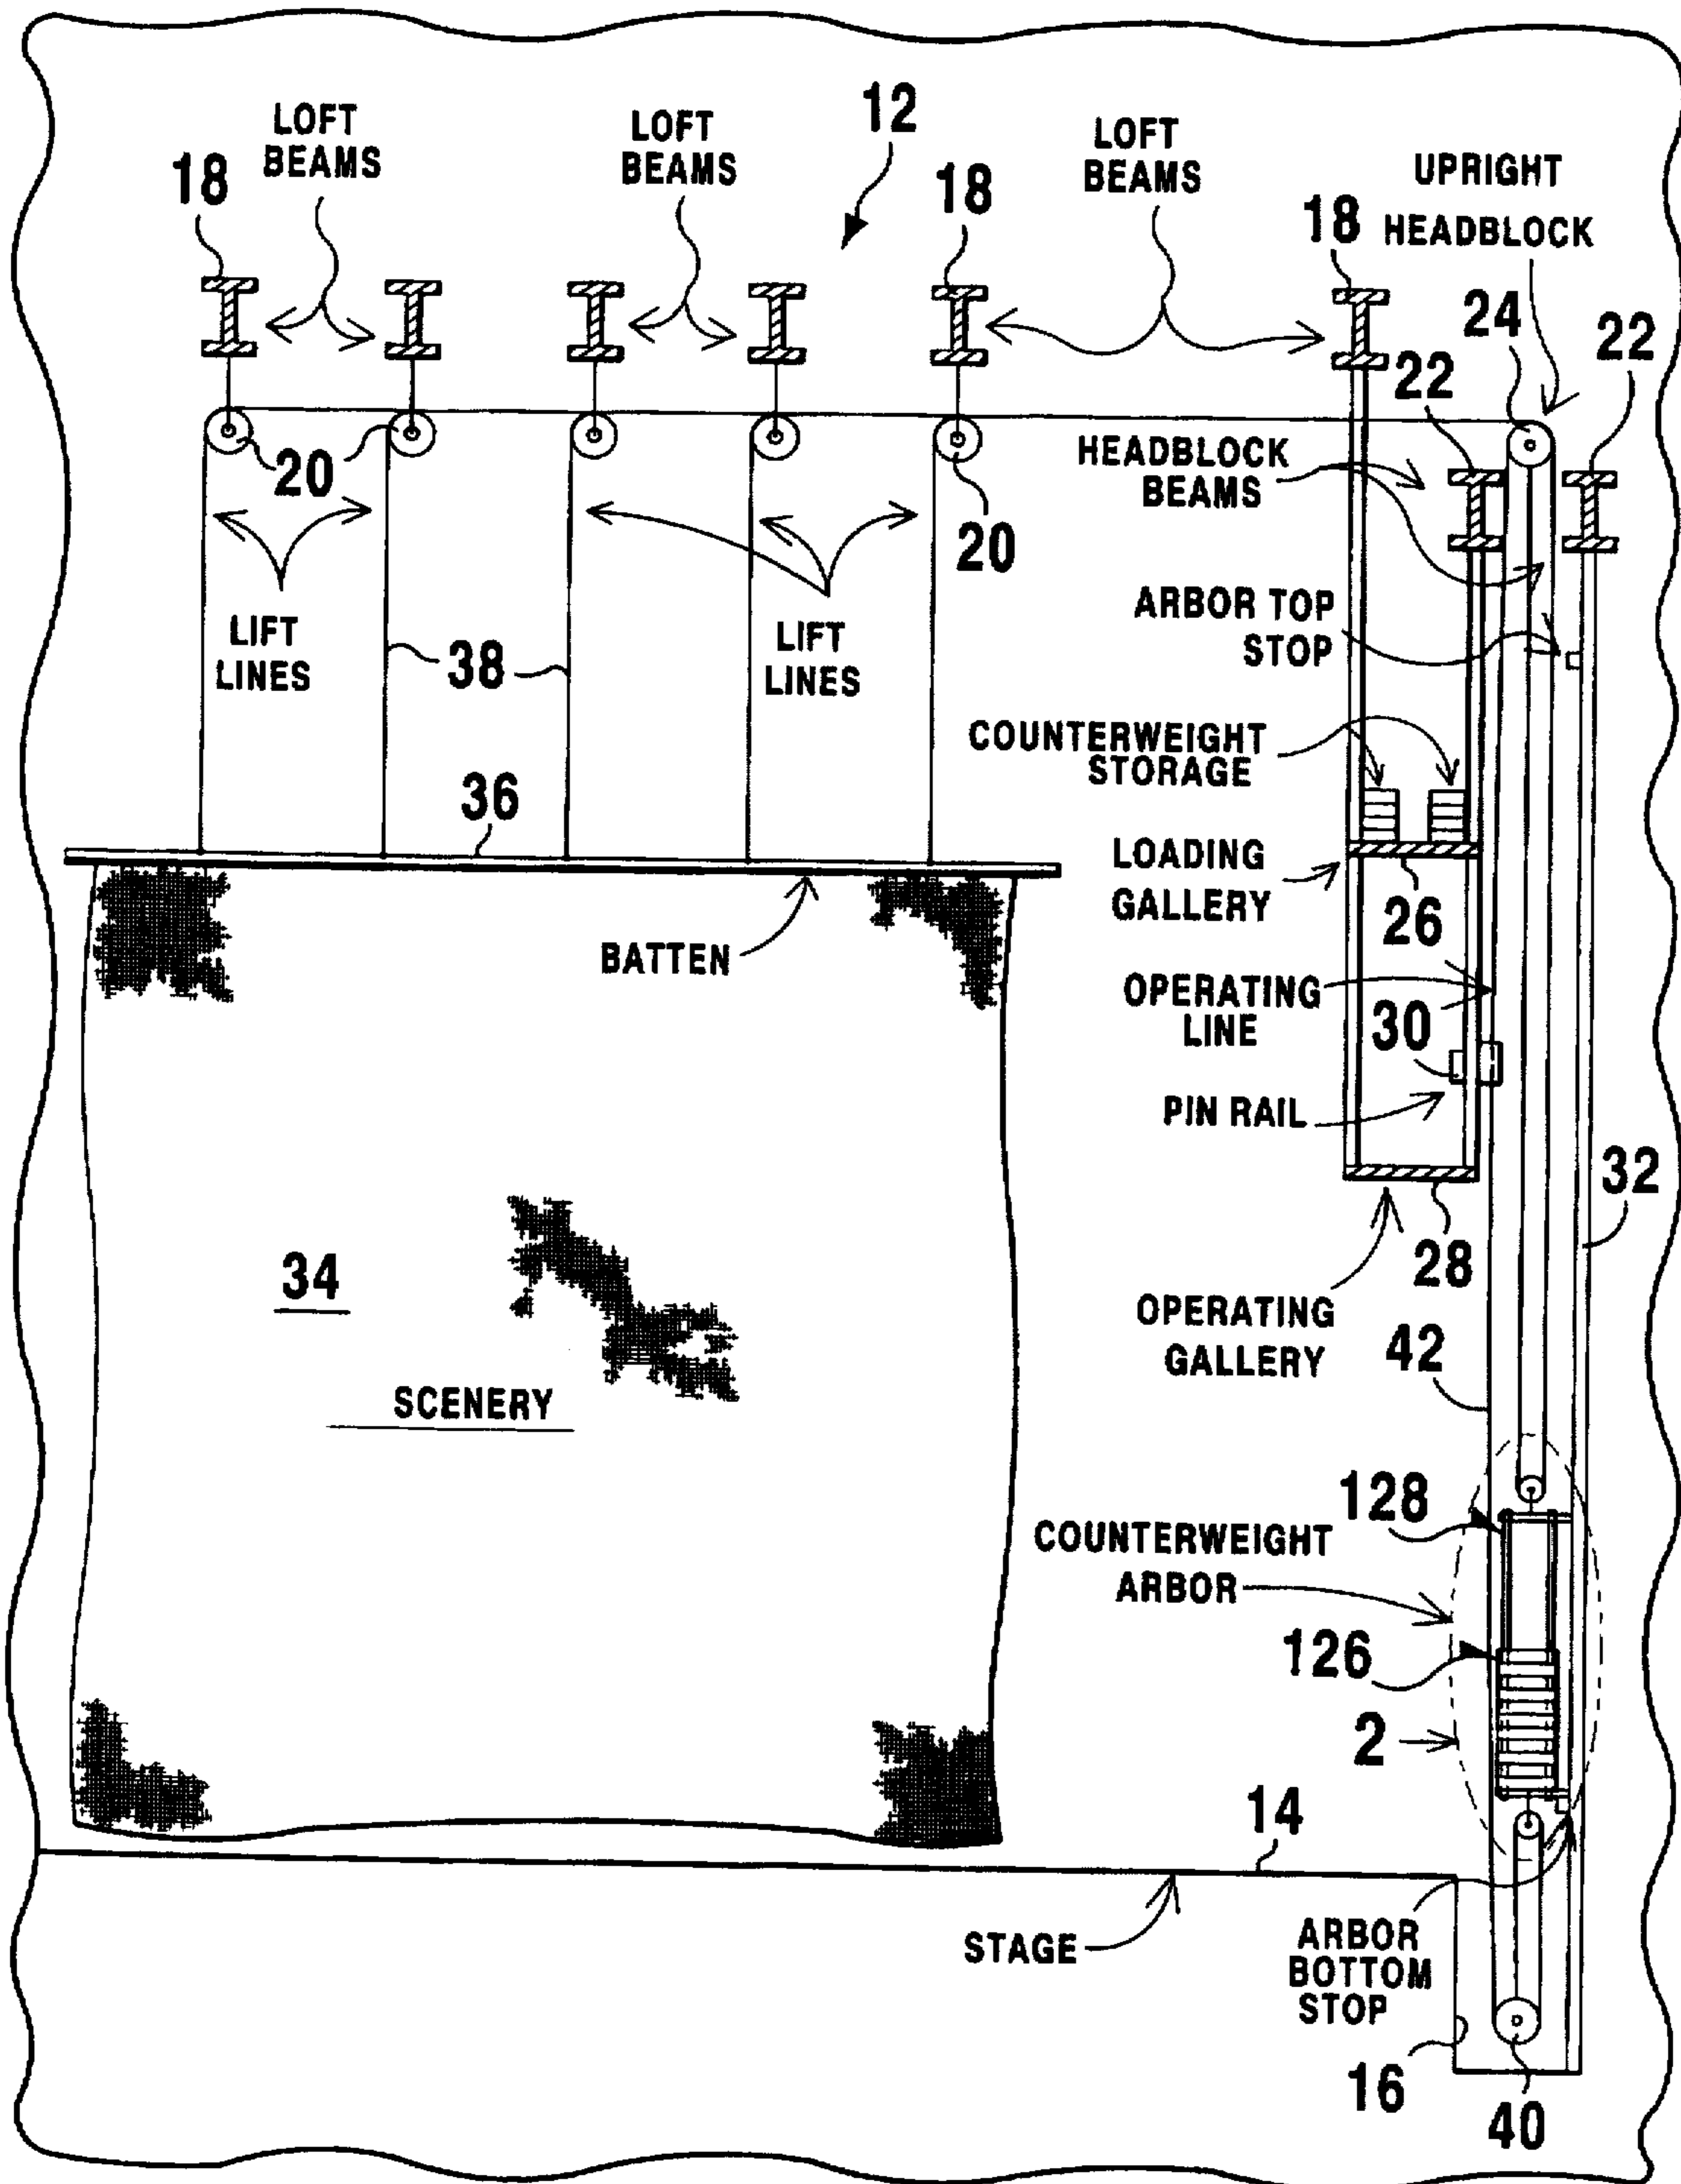 12
LOFT
BEAMS
LOFT
BEAMS
LOFT
BEAMS
UPRIGHT
HEADBLOCK
18
18
18
24
22
22
20
20
HEADBLOCK
BEAMS
ARBOR TOP
STOP
LIFT
LINES
38
LIFT
LINES
COUNTERWEIGHT
STORAGE
36
LOADING
GALLERY
26
BATTEN
OPERATING
LINE
30
PIN RAIL
32
28
34
OPERATING
GALLERY
42
SCENERY
128
COUNTERWEIGHT
ARBOR
126
2
14
STAGE
ARBOR
BOTTOM
STOP
16
40